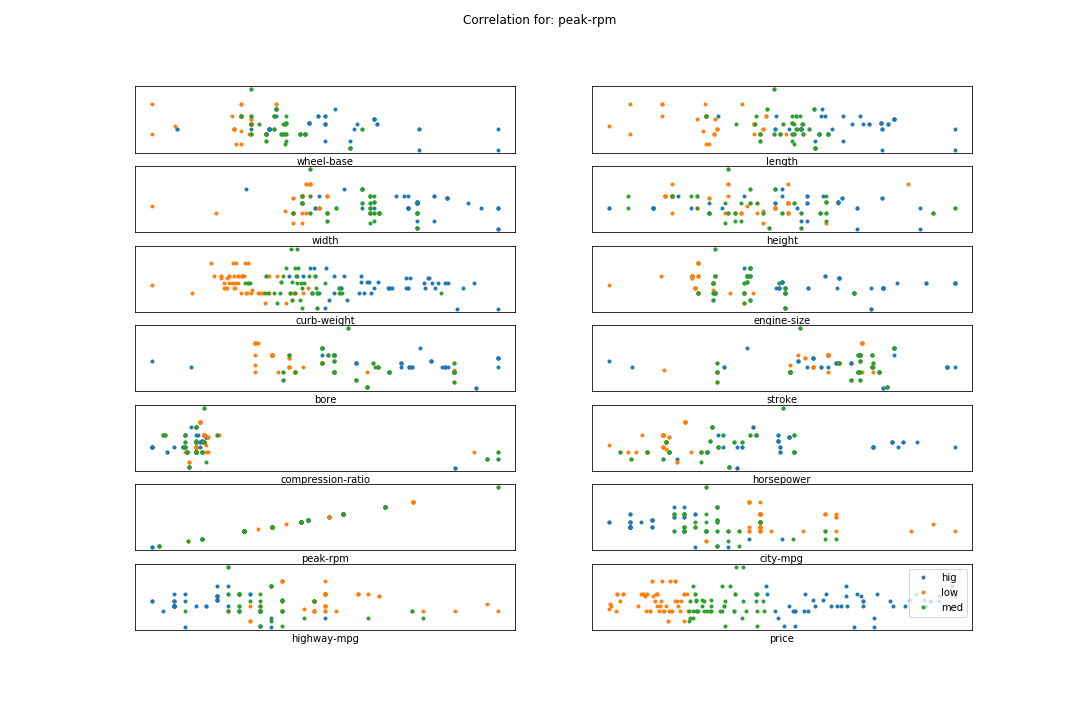 Correlation for: peak-rpm
wheel-base
length
width
height
curb-weight
engine-size
bore
stroke
compression-ratio
horsepower
peak-rpm
city-mpg
highway-mpg
hig
low
med
price